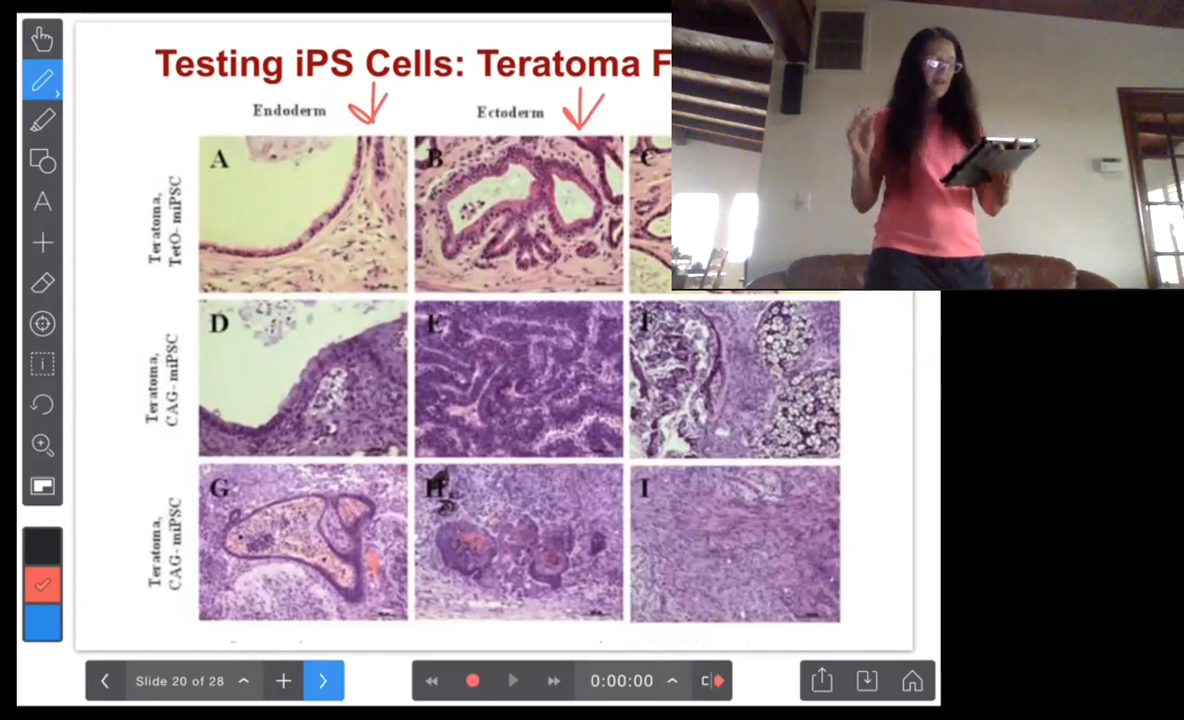 Testing iPS Cells: Teratoma F
Endoderm
Ectoderm
Teratoma,
TetO- miPSC
A
B
C
Teratoma,
CAG- miPSC
D
E
F
Teratoma,
CAG- miPSC
G
H
I
A
Slide 20 of 28
0:00:00